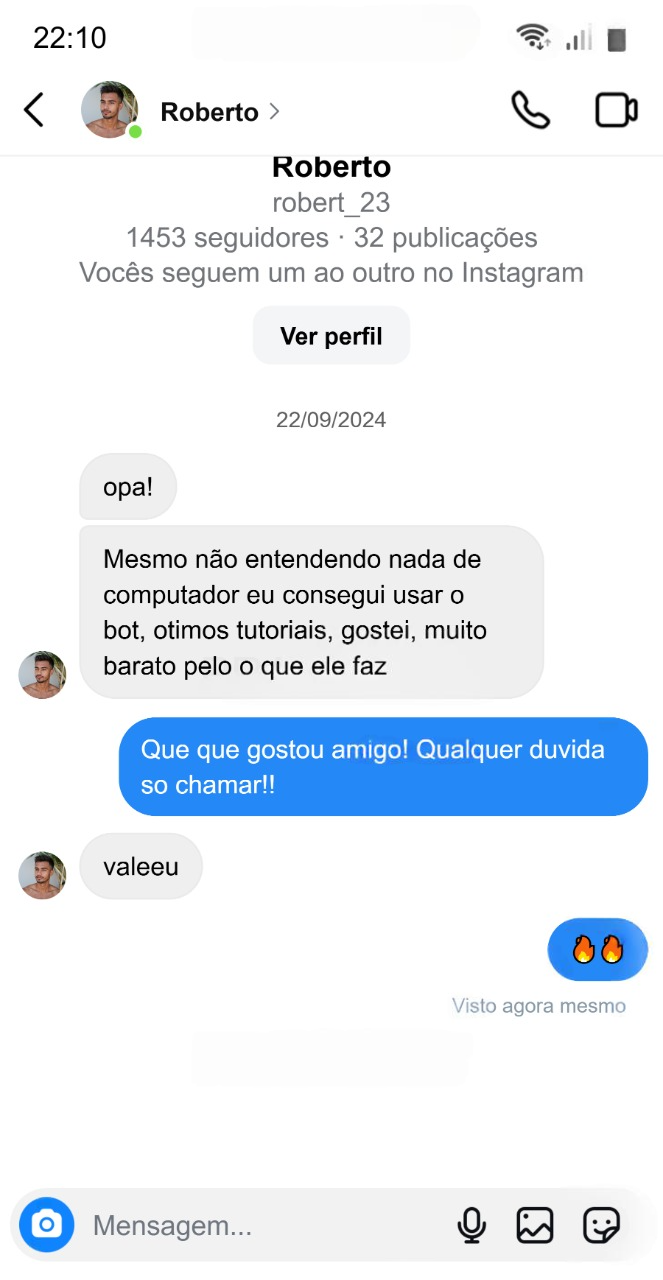 22:10
Roberto
Roberto
robert_23
1453 seguidores · 32 publicações
Vocês seguem um ao outro no Instagram
Ver perfil
22/09/2024
opa!
Mesmo não entendendo nada de
computador eu consegui usar o
bot, otimos tutoriais, gostei, muito
barato pelo o que ele faz
Que que gostou amigo! Qualquer duvida
so chamar!!
valeeu
🔥🔥
Visto agora mesmo
Mensagem...